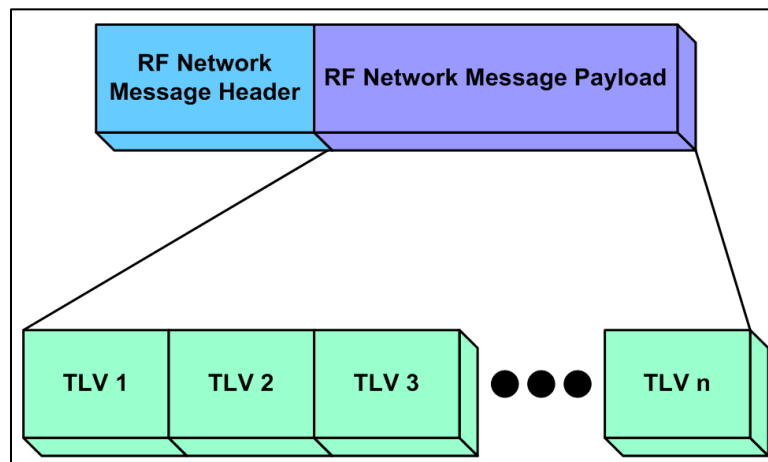 RF Network
Message Header
RF Network Message Payload
TLV 1
TLV 2
TLV 3
TLV n